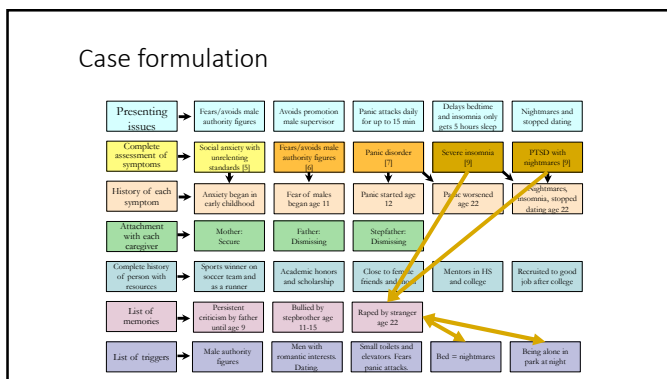 Case formulation
Presenting
issues
Fears/avoids male
authority figures
Avoids promotion
male supervisor
Panic attacks daily
for up to 15 min
Delays bedtime
and insomnia only
gets 5 hours sleep
Nightmares and
stopped dating
Complete
assessment of
symptoms
Social anxiety with
unrelenting
standards [5]
Fears/avoids male
authority figures
[6]
Panic disorder
[7]
Severe insomnia
[9]
PTSD with
nightmares [9]
History of each
symptom
Anxiety began in
early childhood
Fear of males
began age 11
Panic started age
12
Panic worsened
age 22
Nightmares,
insomnia, stopped
dating age 22
Attachment
with each
caregiver
Mother:
Secure
Father:
Dismissing
Stepfather:
Dismissing
Complete history
of person with
resources
Sports winner on
soccer team and
as a runner
Academic honors
and scholarship
Close to female
friends and
Mentors in HS
and college
Recruited to good
job after college
List of
memories
Persistent
criticism by father
until age 9
Bullied by
stepbrother age
11-15
Raped by stranger
age 22
List of triggers
Male authority
figures
Men with
romantic interests.
Dating.
Small toilets and
elevators. Fears
panic attacks.
Bed = nightmares
Being alone in
park at night